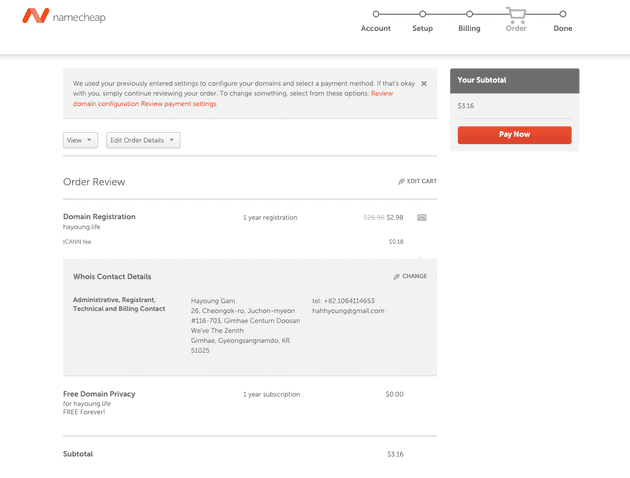 namecheap
Account Setup Billing Order Done
We used your previously entered settings to configure your domains and select a payment method. If that's okay
with you, simply continue reviewing your order. To change something, select from these options: Review
domain configuration Review payment settings
Your Subtotal
$3.16
Pay Now
View Edit Order Details
Order Review EDIT CART
Domain Registration 1 year registration $26.98 $2.98
hayoung.life
ICANN fee $0.18
Whois Contact Details CHANGE
Administrative, Registrant, Hayoung Gam tel: +82.1064114653
Technical and Billing Contact 26, Cheongok-ro, Juchon-myeon hahhyoung@gmail.com
#116-703, Gimhae Centum Doosan
We've The Zenith
Gimhae, Gyeongsangnamdo, KR
51025
Free Domain Privacy 1 year subscription $0.00
for hayoung.life
FREE Forever!
Subtotal $3.16